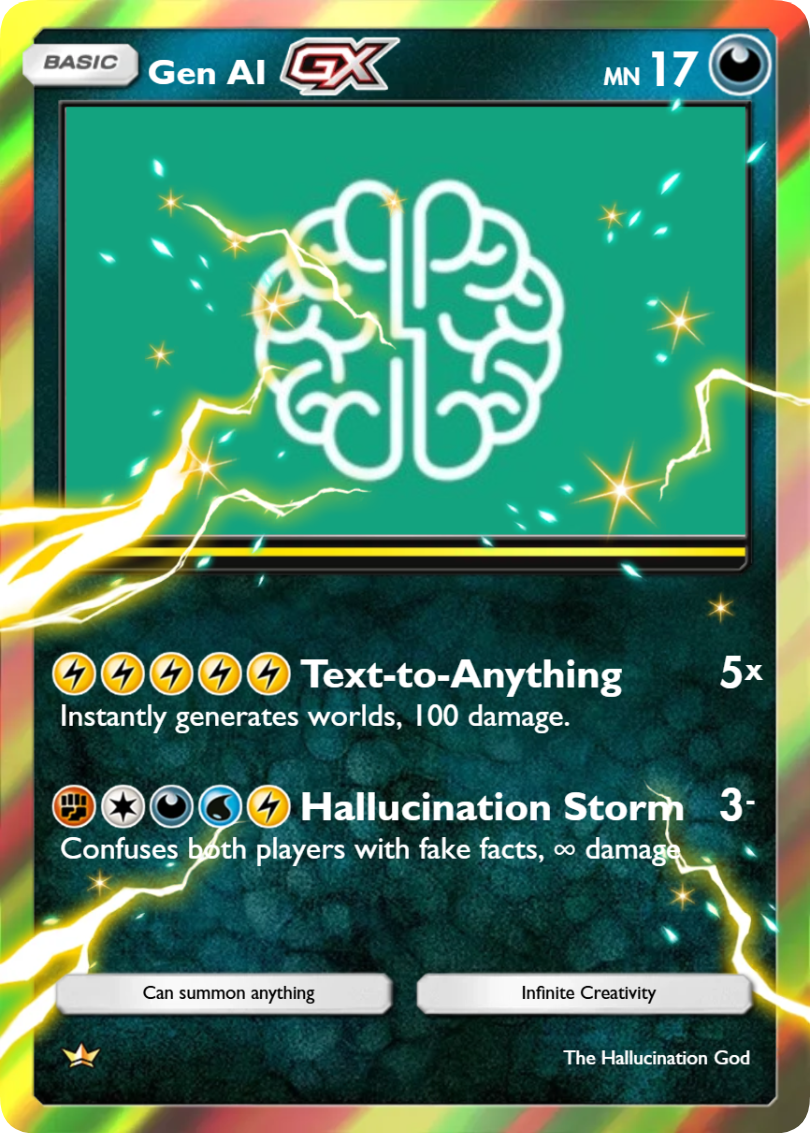 BASIC Gen AI GX MN 17
Text-to-Anything 5x
Instantly generates worlds, 100 damage.
Hallucination Storm 3-
Confuses both players with fake facts, ∞ damage
Can summon anything Infinite Creativity
The Hallucination God